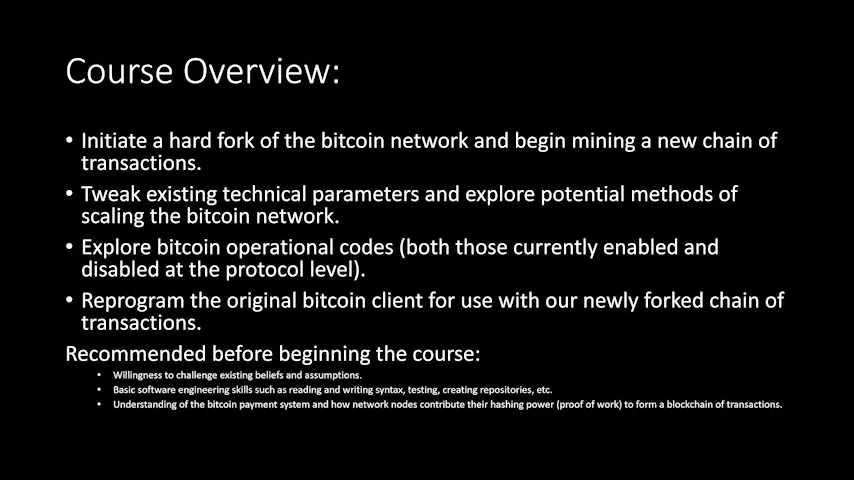 Course Overview:
• Initiate a hard fork of the bitcoin network and begin mining a new chain of
transactions.
• Tweak existing technical parameters and explore potential methods of
scaling the bitcoin network.
• Explore bitcoin operational codes (both those currently enabled and
disabled at the protocol level).
• Reprogram the original bitcoin client for use with our newly forked chain of
transactions.
Recommended before beginning the course:
• Willingness to challenge existing beliefs and assumptions.
• Basic software engineering skills such as reading and writing syntax, testing, creating repositories, etc.
• Understanding of the bitcoin payment system and how network nodes contribute their hashing power (proof of work) to form a blockchain of transactions.